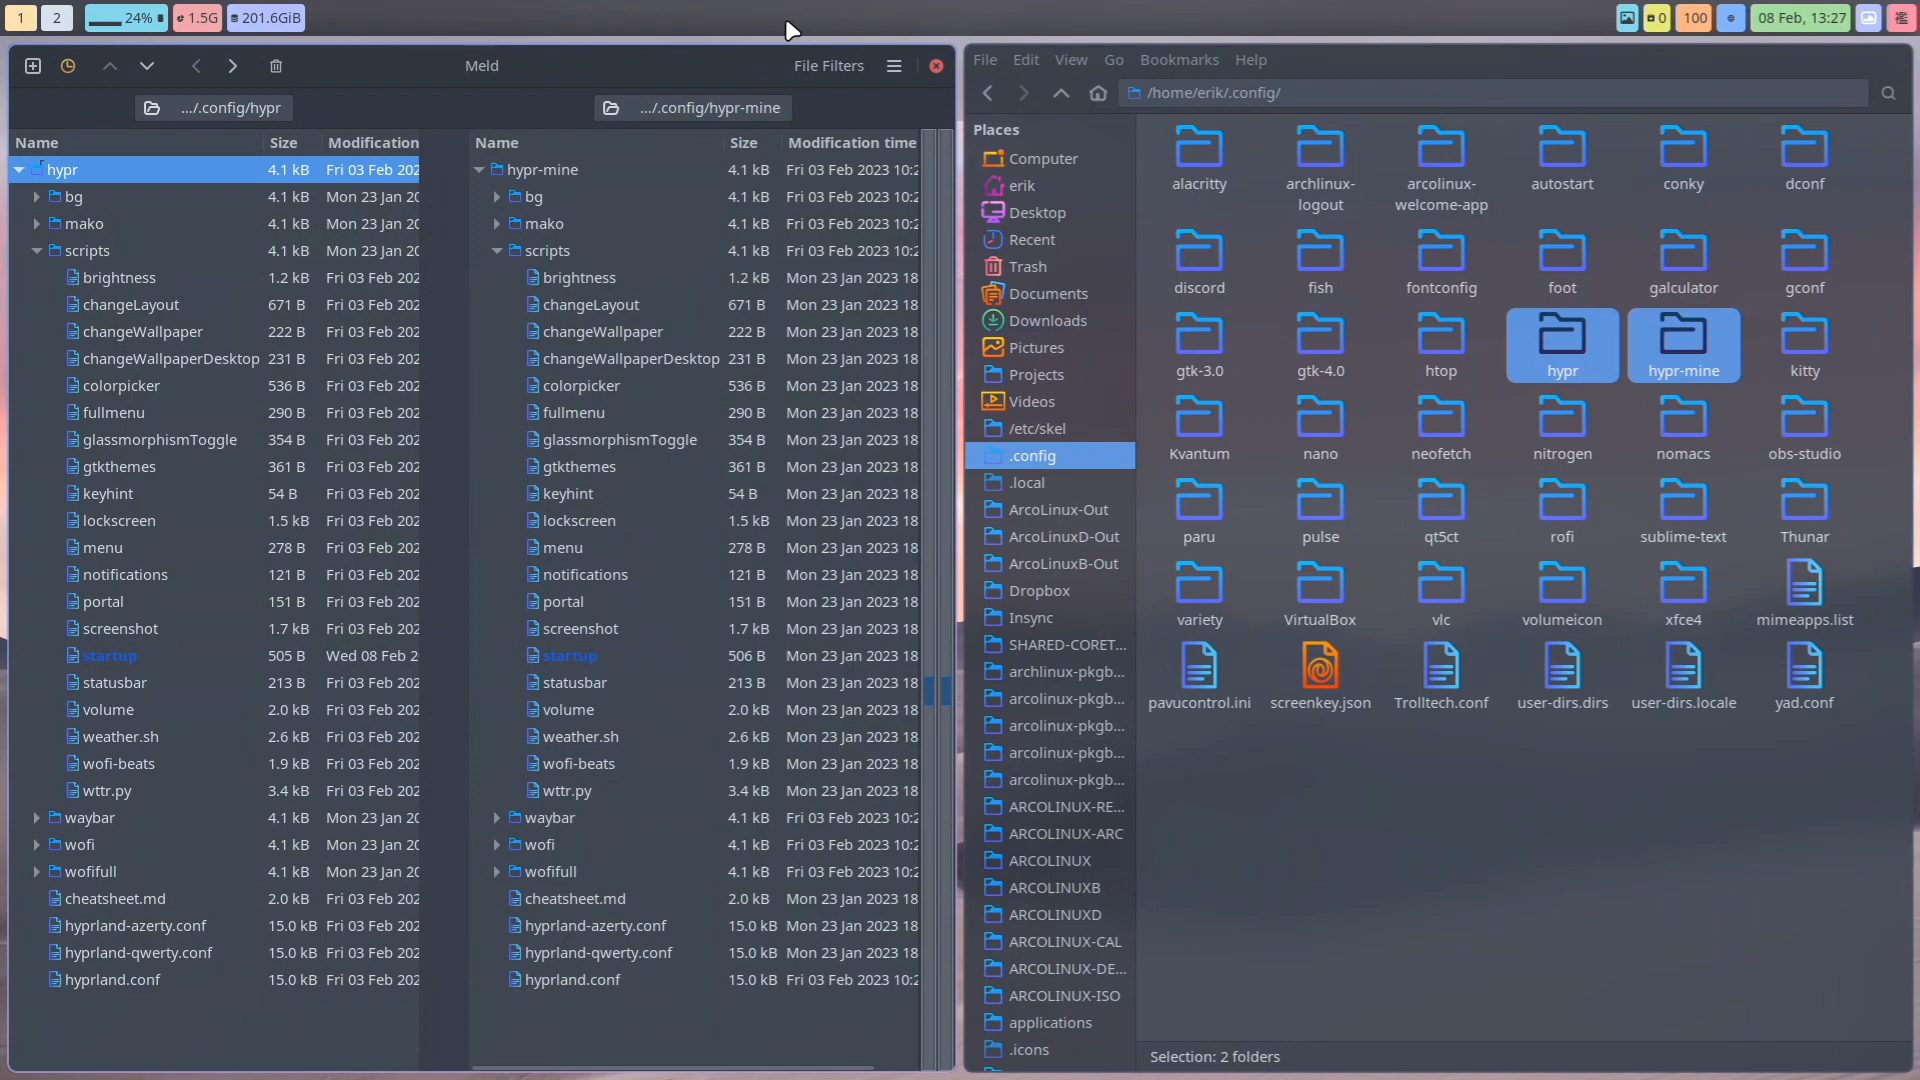 1 2 24% 1.5G 201.6GiB
0 100 08 Feb, 13:27
Meld
File Filters
.../.config/hypr
.../.config/hypr-mine
Name Size Modification
hypr 4.1 kB Fri 03 Feb 202
bg 4.1 kB Mon 23 Jan 20
mako 4.1 kB Mon 23 Jan 20
scripts 4.1 kB Mon 23 Jan 20
brightness 1.2 kB Fri 03 Feb 202
changeLayout 671 B Fri 03 Feb 202
changeWallpaper 222 B Fri 03 Feb 202
changeWallpaperDesktop 231 B Fri 03 Feb 202
colorpicker 536 B Fri 03 Feb 202
fullmenu 290 B Fri 03 Feb 202
glassmorphismToggle 354 B Fri 03 Feb 202
gtkthemes 361 B Fri 03 Feb 202
keyhint 54 B Fri 03 Feb 202
lockscreen 1.5 kB Fri 03 Feb 202
menu 278 B Fri 03 Feb 202
notifications 121 B Fri 03 Feb 202
portal 151 B Fri 03 Feb 202
screenshot 1.7 kB Fri 03 Feb 202
startup 505 B Wed 08 Feb 2
statusbar 213 B Fri 03 Feb 202
volume 2.0 kB Fri 03 Feb 202
weather.sh 2.6 kB Fri 03 Feb 202
wofi-beats 1.9 kB Fri 03 Feb 202
wttr.py 3.4 kB Fri 03 Feb 202
waybar 4.1 kB Mon 23 Jan 20
wofi 4.1 kB Mon 23 Jan 20
wofifull 4.1 kB Mon 23 Jan 20
cheatsheet.md 2.0 kB Fri 03 Feb 202
hyprland-azerty.conf 15.0 kB Fri 03 Feb 202
hyprland-qwerty.conf 15.0 kB Fri 03 Feb 202
hyprland.conf 15.0 kB Fri 03 Feb 202
Name Size Modification time
hypr-mine 4.1 kB Fri 03 Feb 2023 10:2
bg 4.1 kB Fri 03 Feb 2023 10:2
mako 4.1 kB Fri 03 Feb 2023 10:2
scripts 4.1 kB Fri 03 Feb 2023 10:2
brightness 1.2 kB Mon 23 Jan 2023 18
changeLayout 671 B Mon 23 Jan 2023 18
changeWallpaper 222 B Mon 23 Jan 2023 18
changeWallpaperDesktop 231 B Mon 23 Jan 2023 18
colorpicker 536 B Mon 23 Jan 2023 18
fullmenu 290 B Mon 23 Jan 2023 18
glassmorphismToggle 354 B Mon 23 Jan 2023 18
gtkthemes 361 B Mon 23 Jan 2023 18
keyhint 54 B Mon 23 Jan 2023 18
lockscreen 1.5 kB Mon 23 Jan 2023 18
menu 278 B Mon 23 Jan 2023 18
notifications 121 B Mon 23 Jan 2023 18
portal 151 B Mon 23 Jan 2023 18
screenshot 1.7 kB Mon 23 Jan 2023 18
startup 506 B Mon 23 Jan 2023 18
statusbar 213 B Mon 23 Jan 2023 18
volume 2.0 kB Mon 23 Jan 2023 18
weather.sh 2.6 kB Mon 23 Jan 2023 18
wofi-beats 1.9 kB Mon 23 Jan 2023 18
wttr.py 3.4 kB Mon 23 Jan 2023 18
waybar 4.1 kB Fri 03 Feb 2023 10:2
wofi 4.1 kB Fri 03 Feb 2023 10:2
wofifull 4.1 kB Fri 03 Feb 2023 10:2
cheatsheet.md 2.0 kB Mon 23 Jan 2023 18
hyprland-azerty.conf 15.0 kB Mon 23 Jan 2023 18
hyprland-qwerty.conf 15.0 kB Mon 23 Jan 2023 18
hyprland.conf 15.0 kB Fri 03 Feb 2023 10:2
File Edit View Go Bookmarks Help
/home/erik/.config/
Places
Computer
erik
Desktop
Recent
Trash
Documents
Downloads
Pictures
Projects
Videos
/etc/skel
.config
.local
ArcoLinux-Out
ArcoLinuxD-Out
ArcoLinuxB-Out
Dropbox
Insync
SHARED-CORET...
archlinux-pkgb...
arcolinux-pkgb...
arcolinux-pkgb...
arcolinux-pkgb...
arcolinux-pkgb...
ARCOLINUX-RE...
ARCOLINUX-ARC
ARCOLINUX
ARCOLINUXB
ARCOLINUXD
ARCOLINUX-CAL
ARCOLINUX-DE...
ARCOLINUX-ISO
applications
.icons
alacritty
archlinux-
logout
arcolinux-
welcome-app
autostart
conky
dconf
discord
fish
fontconfig
foot
galculator
gconf
gtk-3.0
gtk-4.0
htop
hypr
hypr-mine
kitty
Kvantum
nano
neofetch
nitrogen
nomacs
obs-studio
paru
pulse
qt5ct
rofi
sublime-text
Thunar
variety
VirtualBox
vlc
volumeicon
xfce4
mimeapps.list
pavucontrol.ini
screenkey.json
Trolltech.conf
user-dirs.dirs
user-dirs.locale
yad.conf
Selection: 2 folders